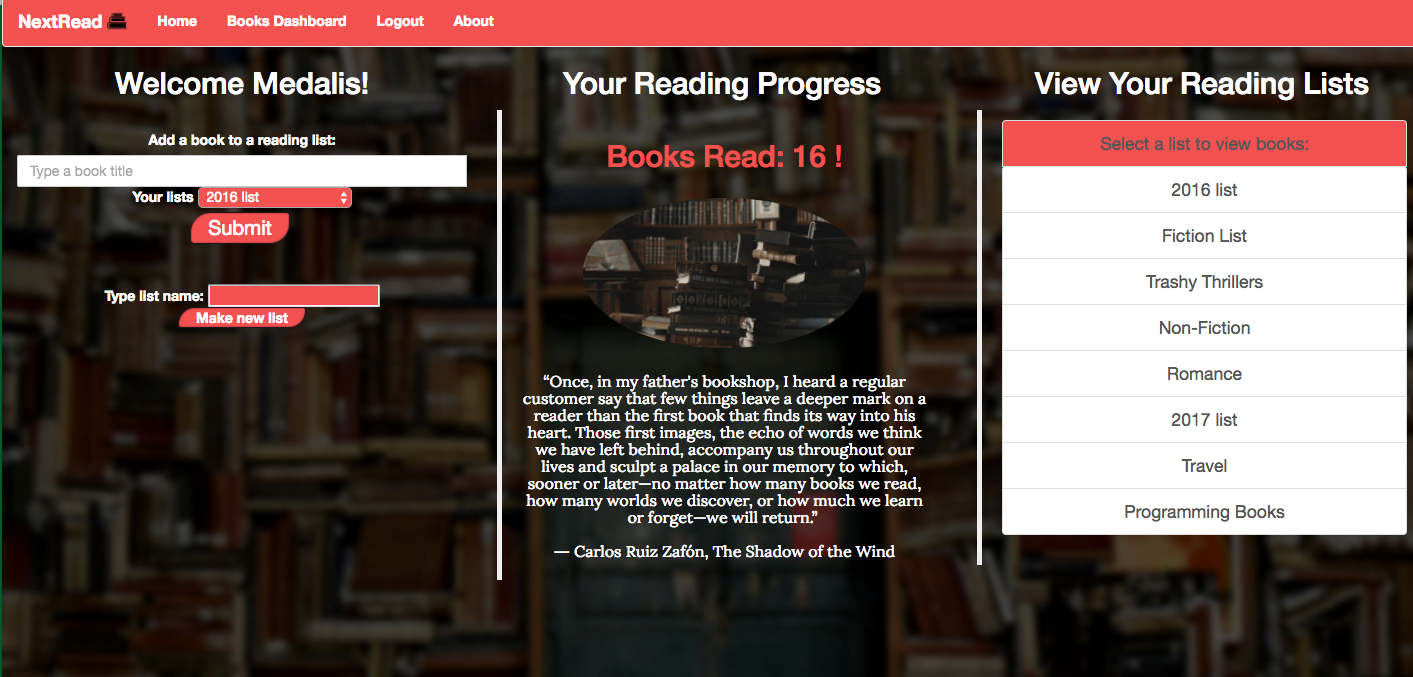 NextRead Home Books Dashboard Logout About
Welcome Medalis!
Add a book to a reading list:
Type a book title
Your lists 2016 list
Submit
Type list name:
Make new list
Your Reading Progress
Books Read: 16 !
“Once, in my father's bookshop, I heard a regular
customer say that few things leave a deeper mark on a
reader than the first book that finds its way into his
heart. Those first images, the echo of words we think
we have left behind, accompany us throughout our
lives and sculpt a palace in our memory to which,
sooner or later—no matter how many books we read,
how many worlds we discover, or how much we learn
or forget—we will return.”
— Carlos Ruiz Zafón, The Shadow of the Wind
View Your Reading Lists
Select a list to view books:
2016 list
Fiction List
Trashy Thrillers
Non-Fiction
Romance
2017 list
Travel
Programming Books